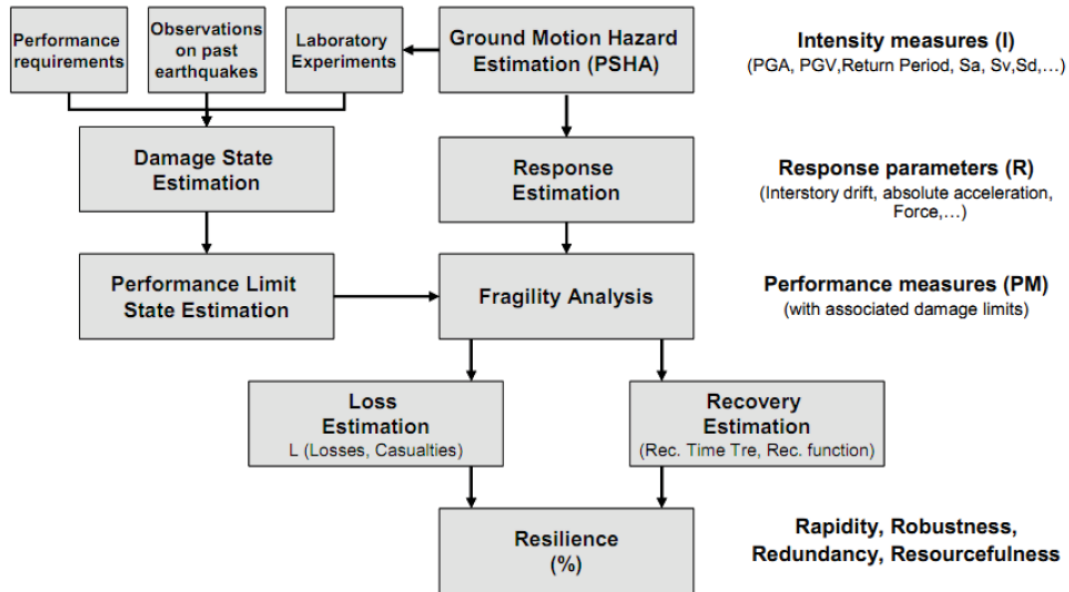 Performance
requirements
Observations
on past
earthquakes
Laboratory
Experiments
Ground Motion Hazard
Estimation (PSHA)
Intensity measures (I)
(PGA, PGV,Return Period, Sa, Sv,Sd,…)
Damage State
Estimation
Response
Estimation
Response parameters (R)
(Interstory drift, absolute acceleration,
Force,…)
Performance Limit
State Estimation
Fragility Analysis
Performance measures (PM)
(with associated damage limits)
Loss
Estimation
L (Losses, Casualties)
Recovery
Estimation
(Rec. Time Tre, Rec. function)
Resilience
(%)
Rapidity, Robustness,
Redundancy, Resourcefulness